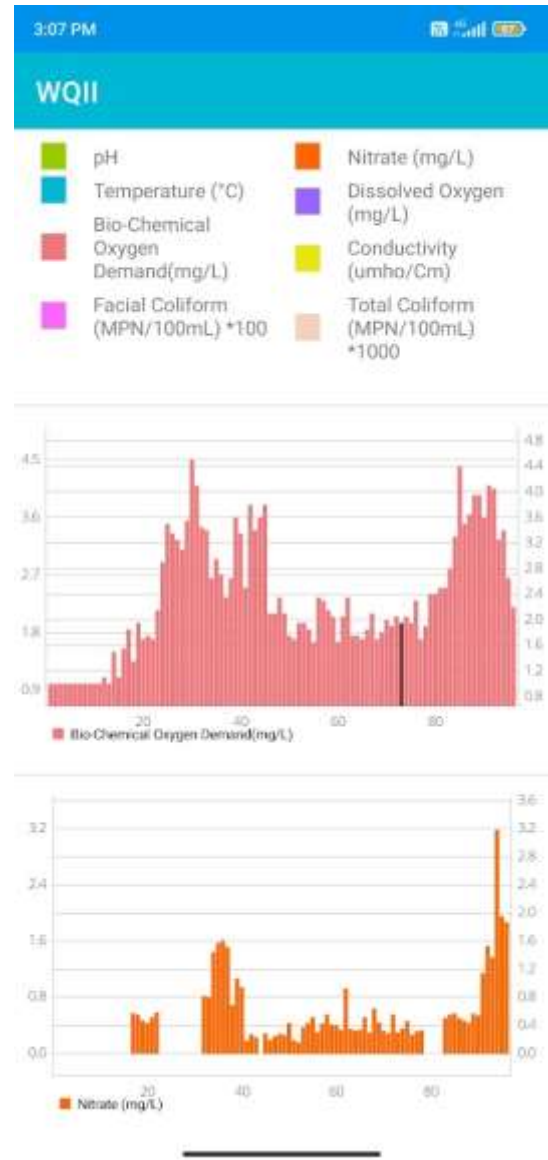 3:07 PM
WQII
pH
Nitrate (mg/L)
Temperature (°C)
Dissolved Oxygen
(mg/L)
Bio-Chemical
Oxygen
Demand(mg/L)
Conductivity
(umho/Cm)
Facial Coliform
(MPN/100mL) *100
Total Coliform
(MPN/100mL)
*1000
4.8
4.5
4.4
4.0
3.6
3.6
3.2
2.7
2.8
2.4
1.8
2.0
1.6
1.2
0.9
0.8
20
40
60
80
Bio-Chemical Oxygen Demand(mg/L)
3.6
3.2
3.2
2.8
2.4
2.4
2.0
1.6
1.6
1.2
0.8
0.8
0.4
0.0
0.0
20
40
60
80
Nitrate (mg/L)